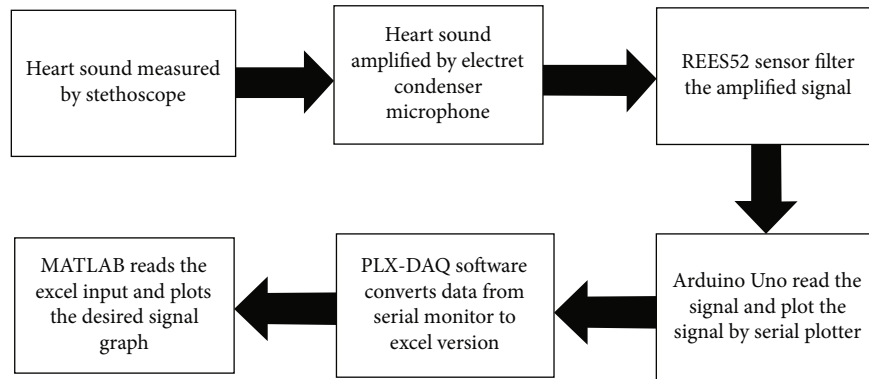 Heart sound measured
by stethoscope
Heart sound
amplified by electret
condenser
microphone
REES52 sensor filter
the amplified signal
Arduino Uno read the
signal and plot the
signal by serial plotter
PLX-DAQ software
converts data from
serial monitor to
excel version
MATLAB reads the
excel input and plots
the desired signal
graph